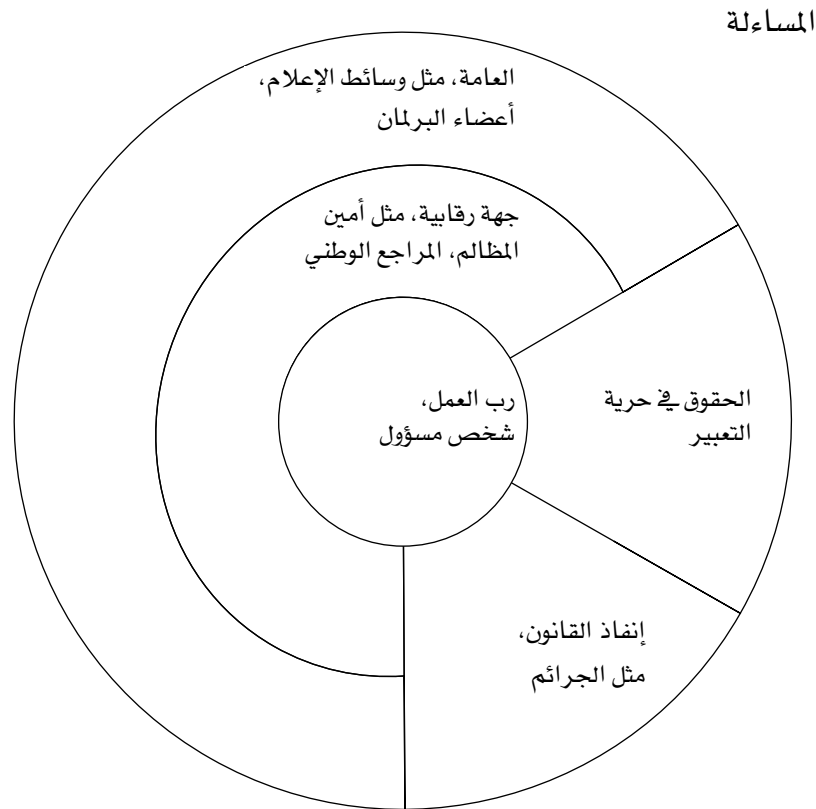 المساءلة
العامة، مثل وسائط الإعلام،
أعضاء البرلمان
جهة رقابية، مثل أمين
المظالم، المراجع الوطني
رب العمل،
شخص مسؤول
الحقوق في حرية
التعبير
إنفاذ القانون،
مثل الجرائم